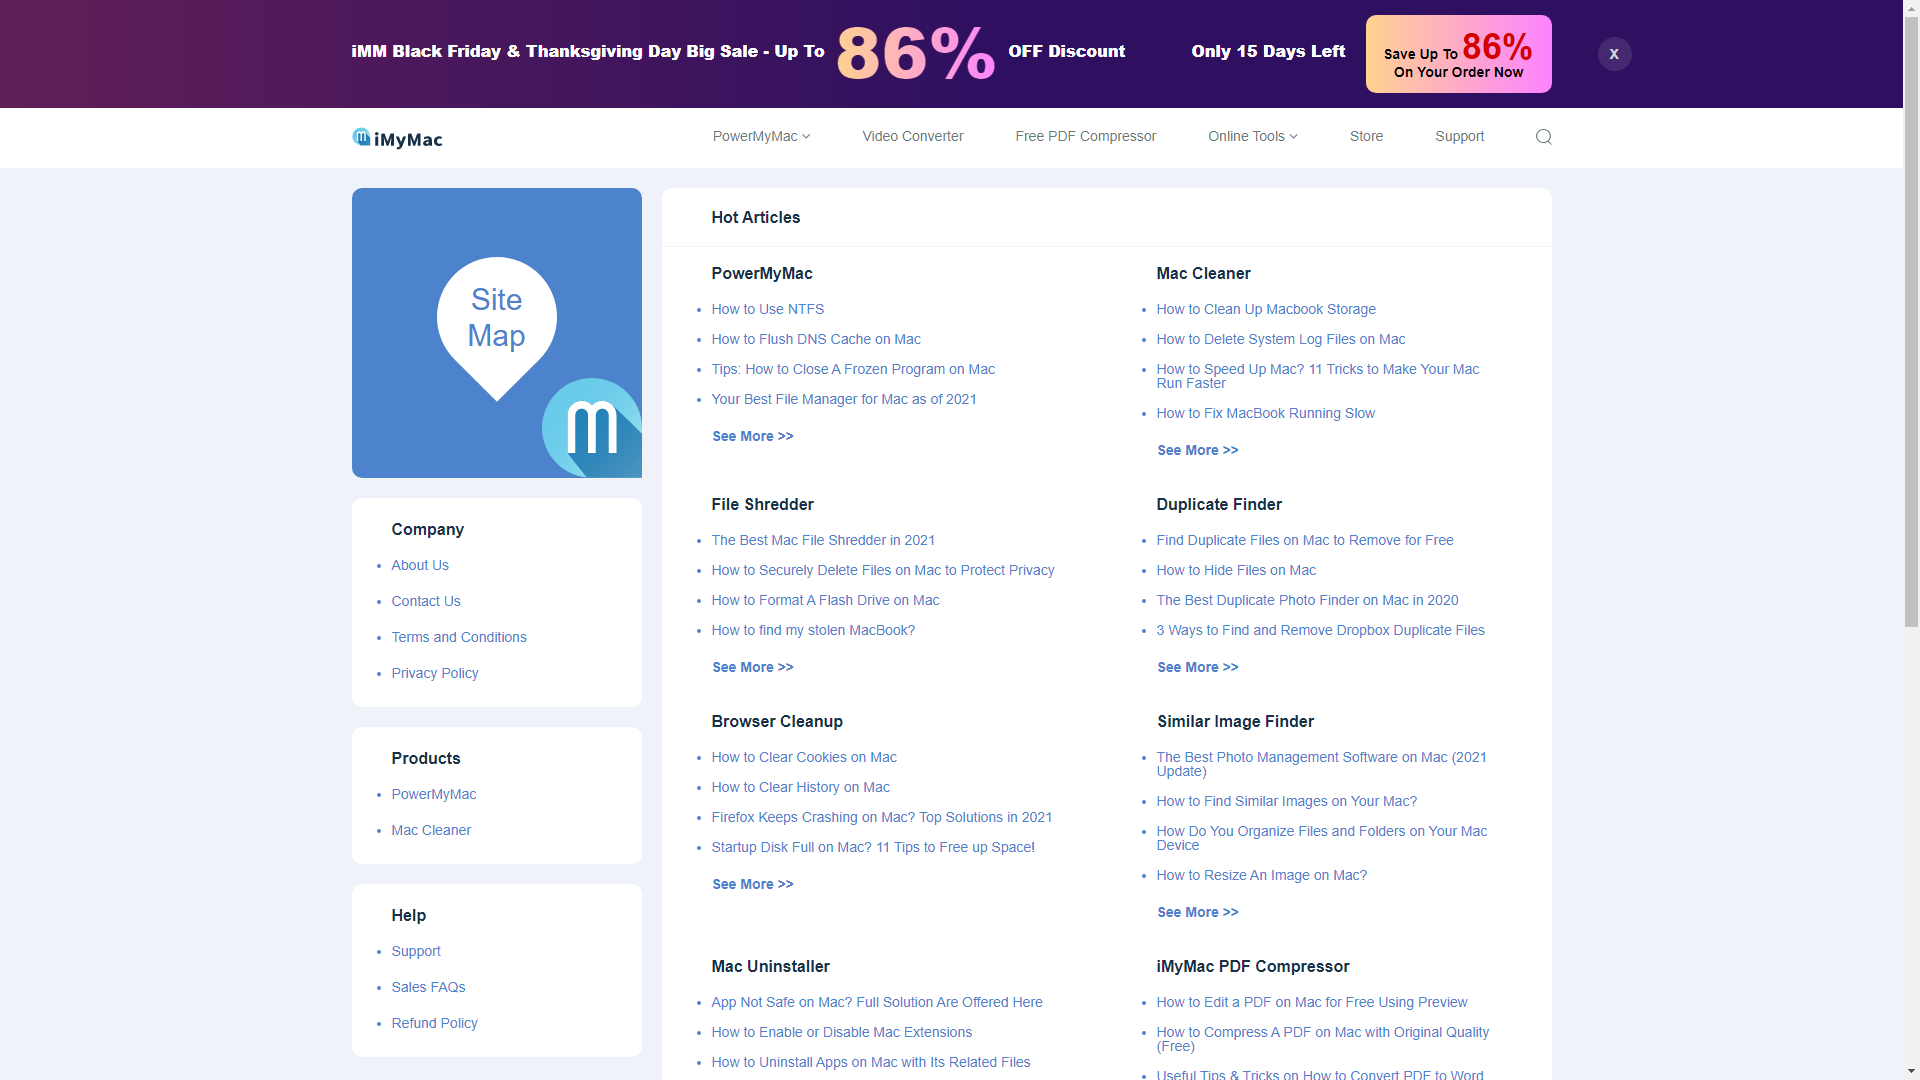 iMM Black Friday & Thanksgiving Day Big Sale - Up To 86% OFF Discount
Only 15 Days Left
Save Up To 86%
On Your Order Now
X
iMyMac
PowerMyMac
Video Converter
Free PDF Compressor
Online Tools
Store
Support
Site
Map
Company
About Us
Contact Us
Terms and Conditions
Privacy Policy
Products
PowerMyMac
Mac Cleaner
Help
Support
Sales FAQs
Refund Policy
Hot Articles
PowerMyMac
How to Use NTFS
How to Flush DNS Cache on Mac
Tips: How to Close A Frozen Program on Mac
Your Best File Manager for Mac as of 2021
See More >>
Mac Cleaner
How to Clean Up Macbook Storage
How to Delete System Log Files on Mac
How to Speed Up Mac? 11 Tricks to Make Your Mac
Run Faster
How to Fix MacBook Running Slow
See More >>
File Shredder
The Best Mac File Shredder in 2021
How to Securely Delete Files on Mac to Protect Privacy
How to Format A Flash Drive on Mac
How to find my stolen MacBook?
See More >>
Duplicate Finder
Find Duplicate Files on Mac to Remove for Free
How to Hide Files on Mac
The Best Duplicate Photo Finder on Mac in 2020
3 Ways to Find and Remove Dropbox Duplicate Files
See More >>
Browser Cleanup
How to Clear Cookies on Mac
How to Clear History on Mac
Firefox Keeps Crashing on Mac? Top Solutions in 2021
Startup Disk Full on Mac? 11 Tips to Free up Space!
See More >>
Similar Image Finder
The Best Photo Management Software on Mac (2021
Update)
How to Find Similar Images on Your Mac?
How Do You Organize Files and Folders on Your Mac
Device
How to Resize An Image on Mac?
See More >>
Mac Uninstaller
App Not Safe on Mac? Full Solution Are Offered Here
How to Enable or Disable Mac Extensions
How to Uninstall Apps on Mac with Its Related Files
iMyMac PDF Compressor
How to Edit a PDF on Mac for Free Using Preview
How to Compress A PDF on Mac with Original Quality
(Free)
Useful Tips & Tricks on How to Convert PDF to Word